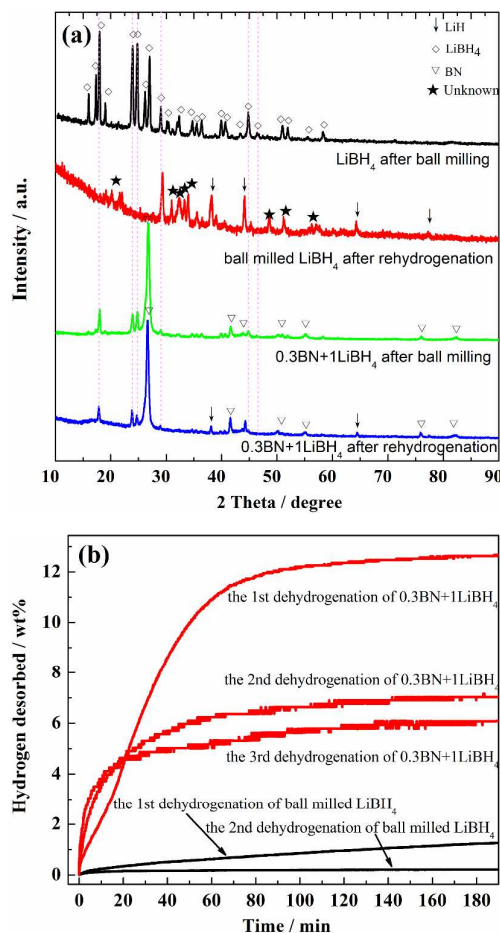 (a)
LiH
LiBH₄
BN
Unknown
Intensity / a.u.
LiBH₄ after ball milling
ball milled LiBH₄ after rehydrogenation
0.3BN+1LiBH₄ after ball milling
0.3BN+1LiBH₄ after rehydrogenation
10 20 30 40 50 60 70 80 90
2 Theta / degree
(b)
Hydrogen desorbed / wt%
12
10
8
6
4
2
0
the 1st dehydrogenation of 0.3BN+1LiBH₄
the 2nd dehydrogenation of 0.3BN+1LiBH₄
the 3rd dehydrogenation of 0.3BN+1LiBH₄
the 1st dehydrogenation of ball milled LiBH₄
the 2nd dehydrogenation of ball milled LiBH₄
0 20 40 60 80 100 120 140 160 180
Time / min